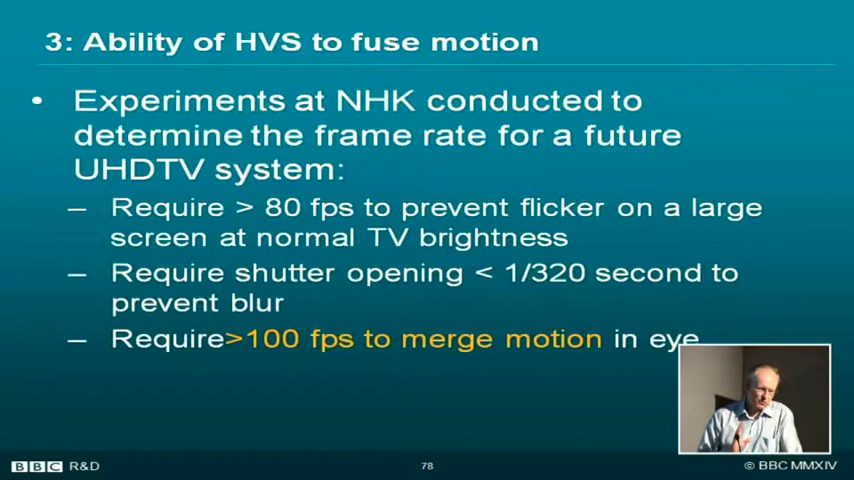 3: Ability of HVS to fuse motion
• Experiments at NHK conducted to
determine the frame rate for a future
UHDTV system:
– Require > 80 fps to prevent flicker on a large
screen at normal TV brightness
– Require shutter opening < 1/320 second to
prevent blur
– Require>100 fps to merge motion in eye
BBC R&D
78
© BBC MMXIV